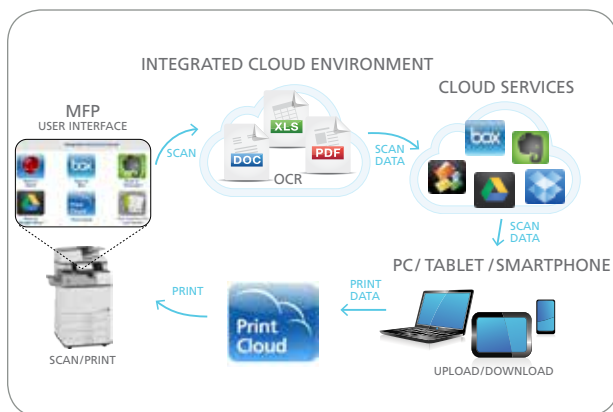 INTEGRATED CLOUD ENVIRONMENT
CLOUD SERVICES
MFP
USER INTERFACE
box
box
SCAN
DOC
XLS
PDF
OCR
SCAN
DATA
SCAN
DATA
PC/ TABLET /SMARTPHONE
PRINT
DATA
PRINT
Print
Cloud
SCAN/PRINT
UPLOAD/DOWNLOAD